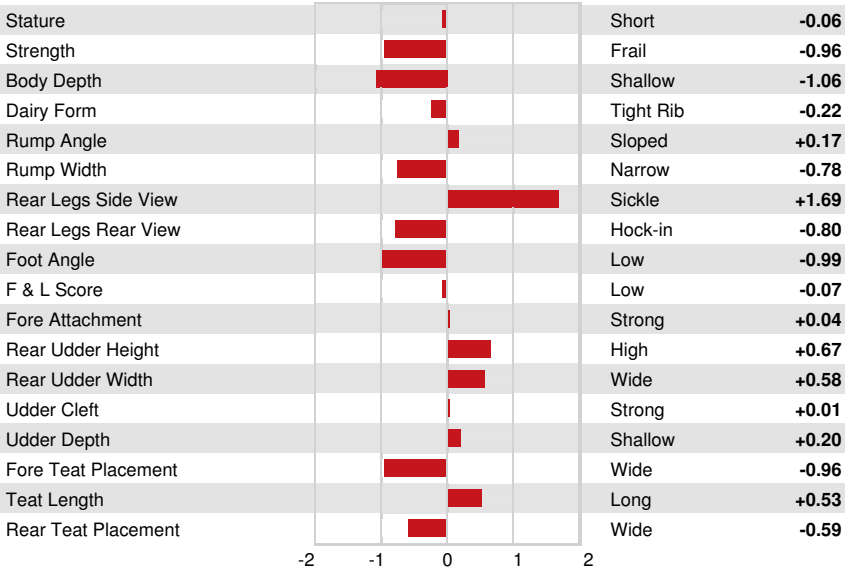 Stature Short -0.06
Strength Frail -0.96
Body Depth Shallow -1.06
Dairy Form Tight Rib -0.22
Rump Angle Sloped +0.17
Rump Width Narrow -0.78
Rear Legs Side View Sickle +1.69
Rear Legs Rear View Hock-in -0.80
Foot Angle Low -0.99
F & L Score Low -0.07
Fore Attachment Strong +0.04
Rear Udder Height High +0.67
Rear Udder Width Wide +0.58
Udder Cleft Strong +0.01
Udder Depth Shallow +0.20
Fore Teat Placement Wide -0.96
Teat Length Long +0.53
Rear Teat Placement Wide -0.59
-2 -1 0 1 2